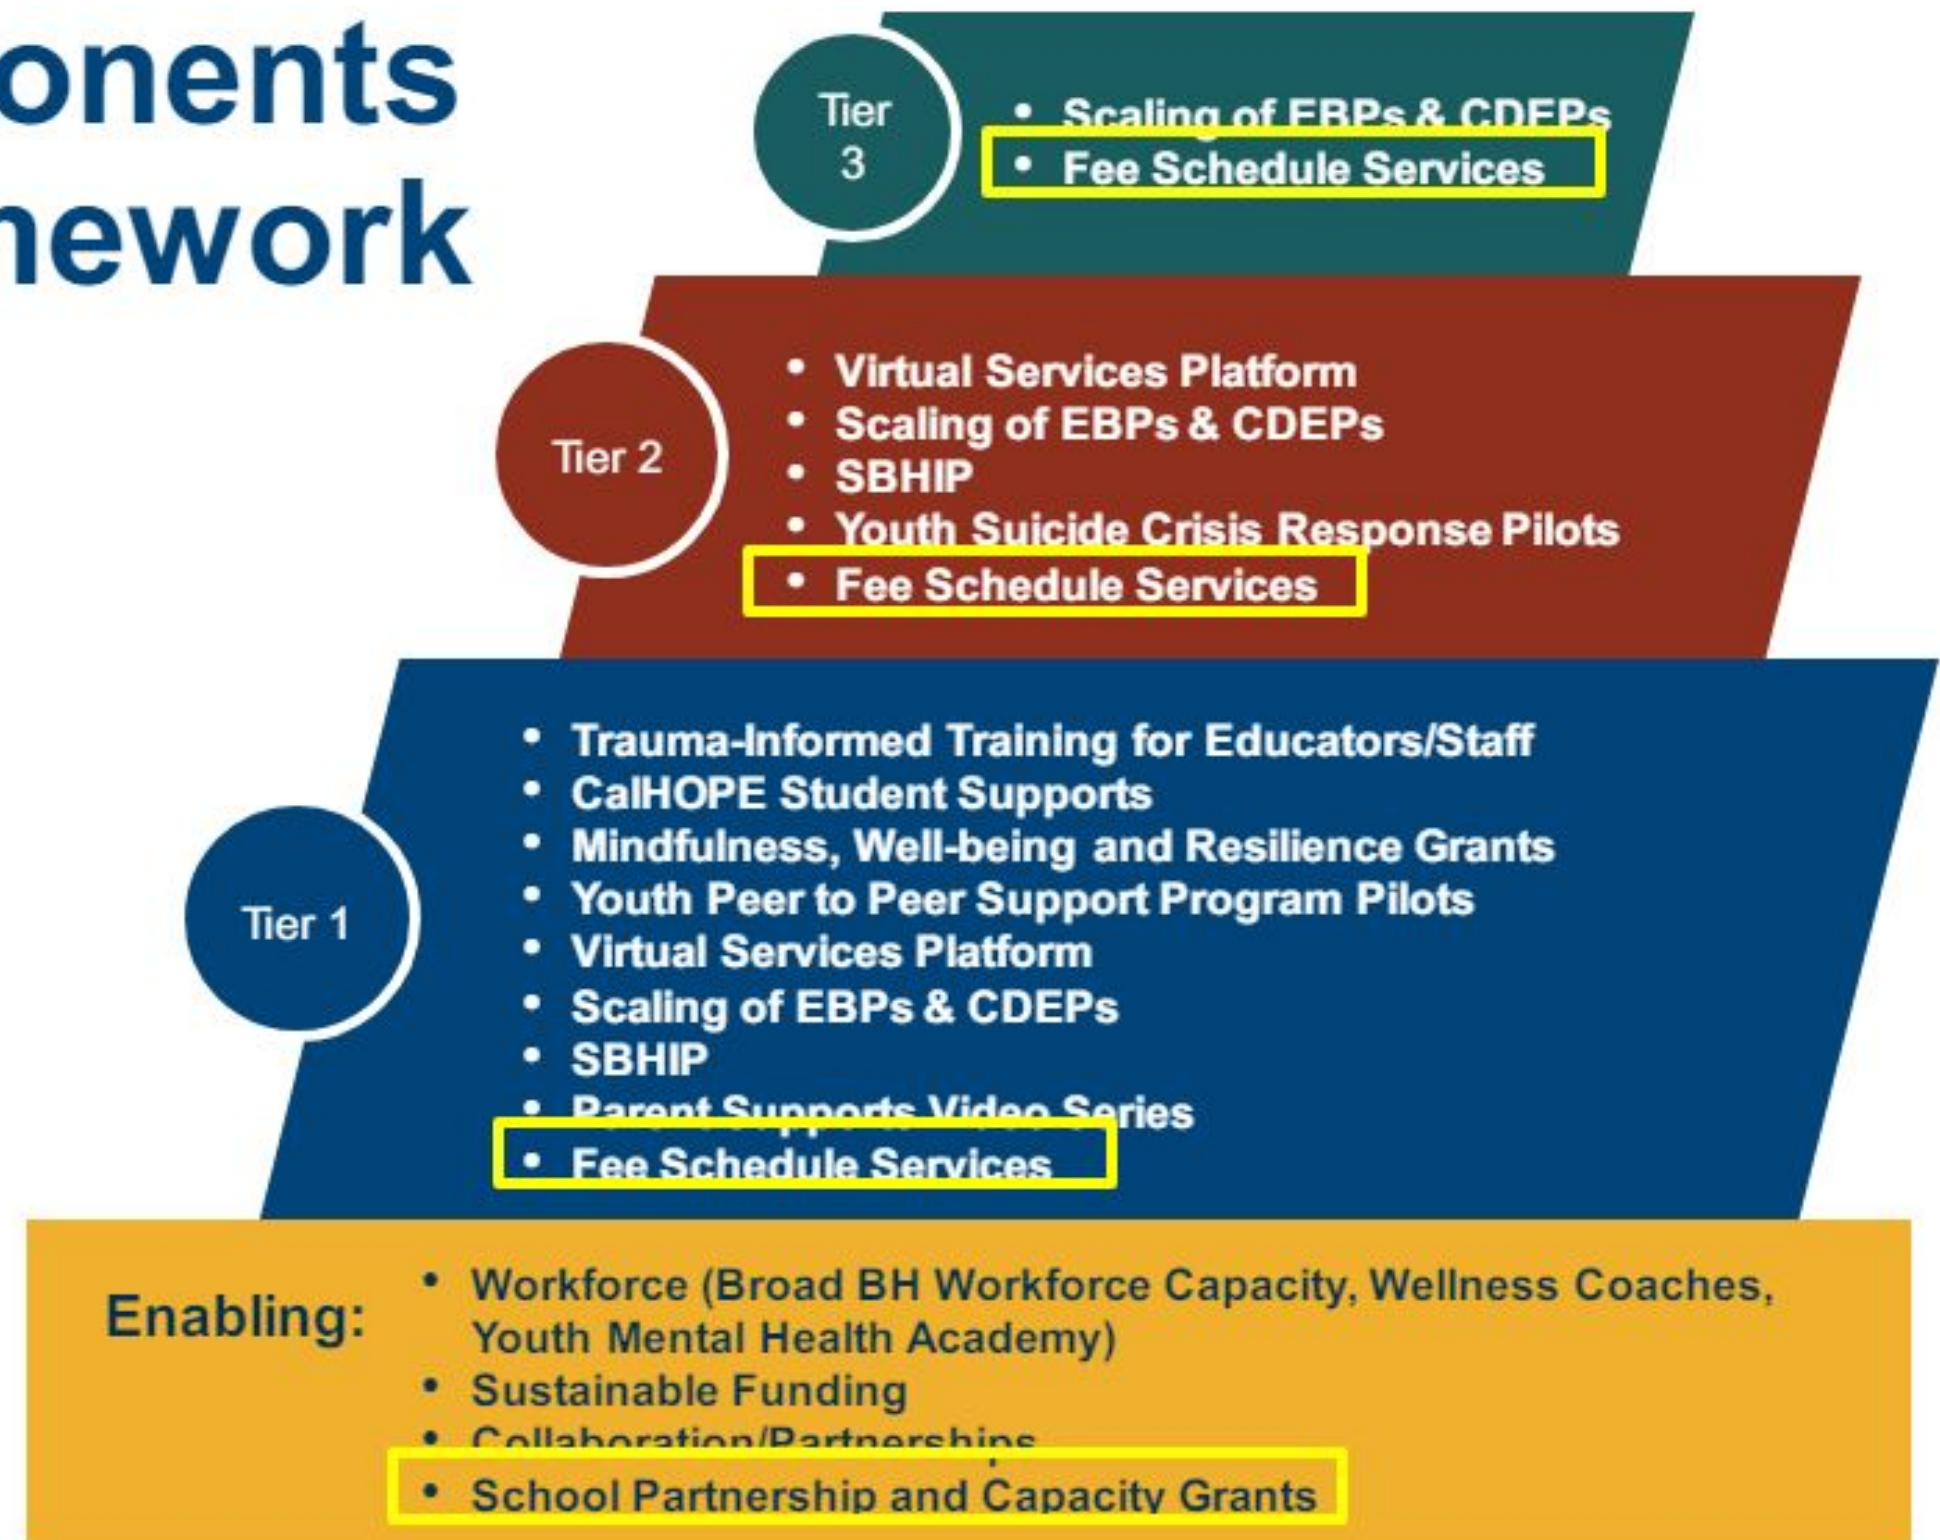 onents
nework
Tier
3
• Scaling of EBPs & CDEPs
• Fee Schedule Services
Tier 2
• Virtual Services Platform
• Scaling of EBPs & CDEPs
• SBHIP
• Youth Suicide Crisis Response Pilots
• Fee Schedule Services
Tier 1
• Trauma-Informed Training for Educators/Staff
• CalHOPE Student Supports
• Mindfulness, Well-being and Resilience Grants
• Youth Peer to Peer Support Program Pilots
• Virtual Services Platform
• Scaling of EBPs & CDEPs
• SBHIP
• Parent Supports Video Series
• Fee Schedule Services
Enabling:
• Workforce (Broad BH Workforce Capacity, Wellness Coaches,
Youth Mental Health Academy)
• Sustainable Funding
• Collaboration/Partnerships
• School Partnership and Capacity Grants